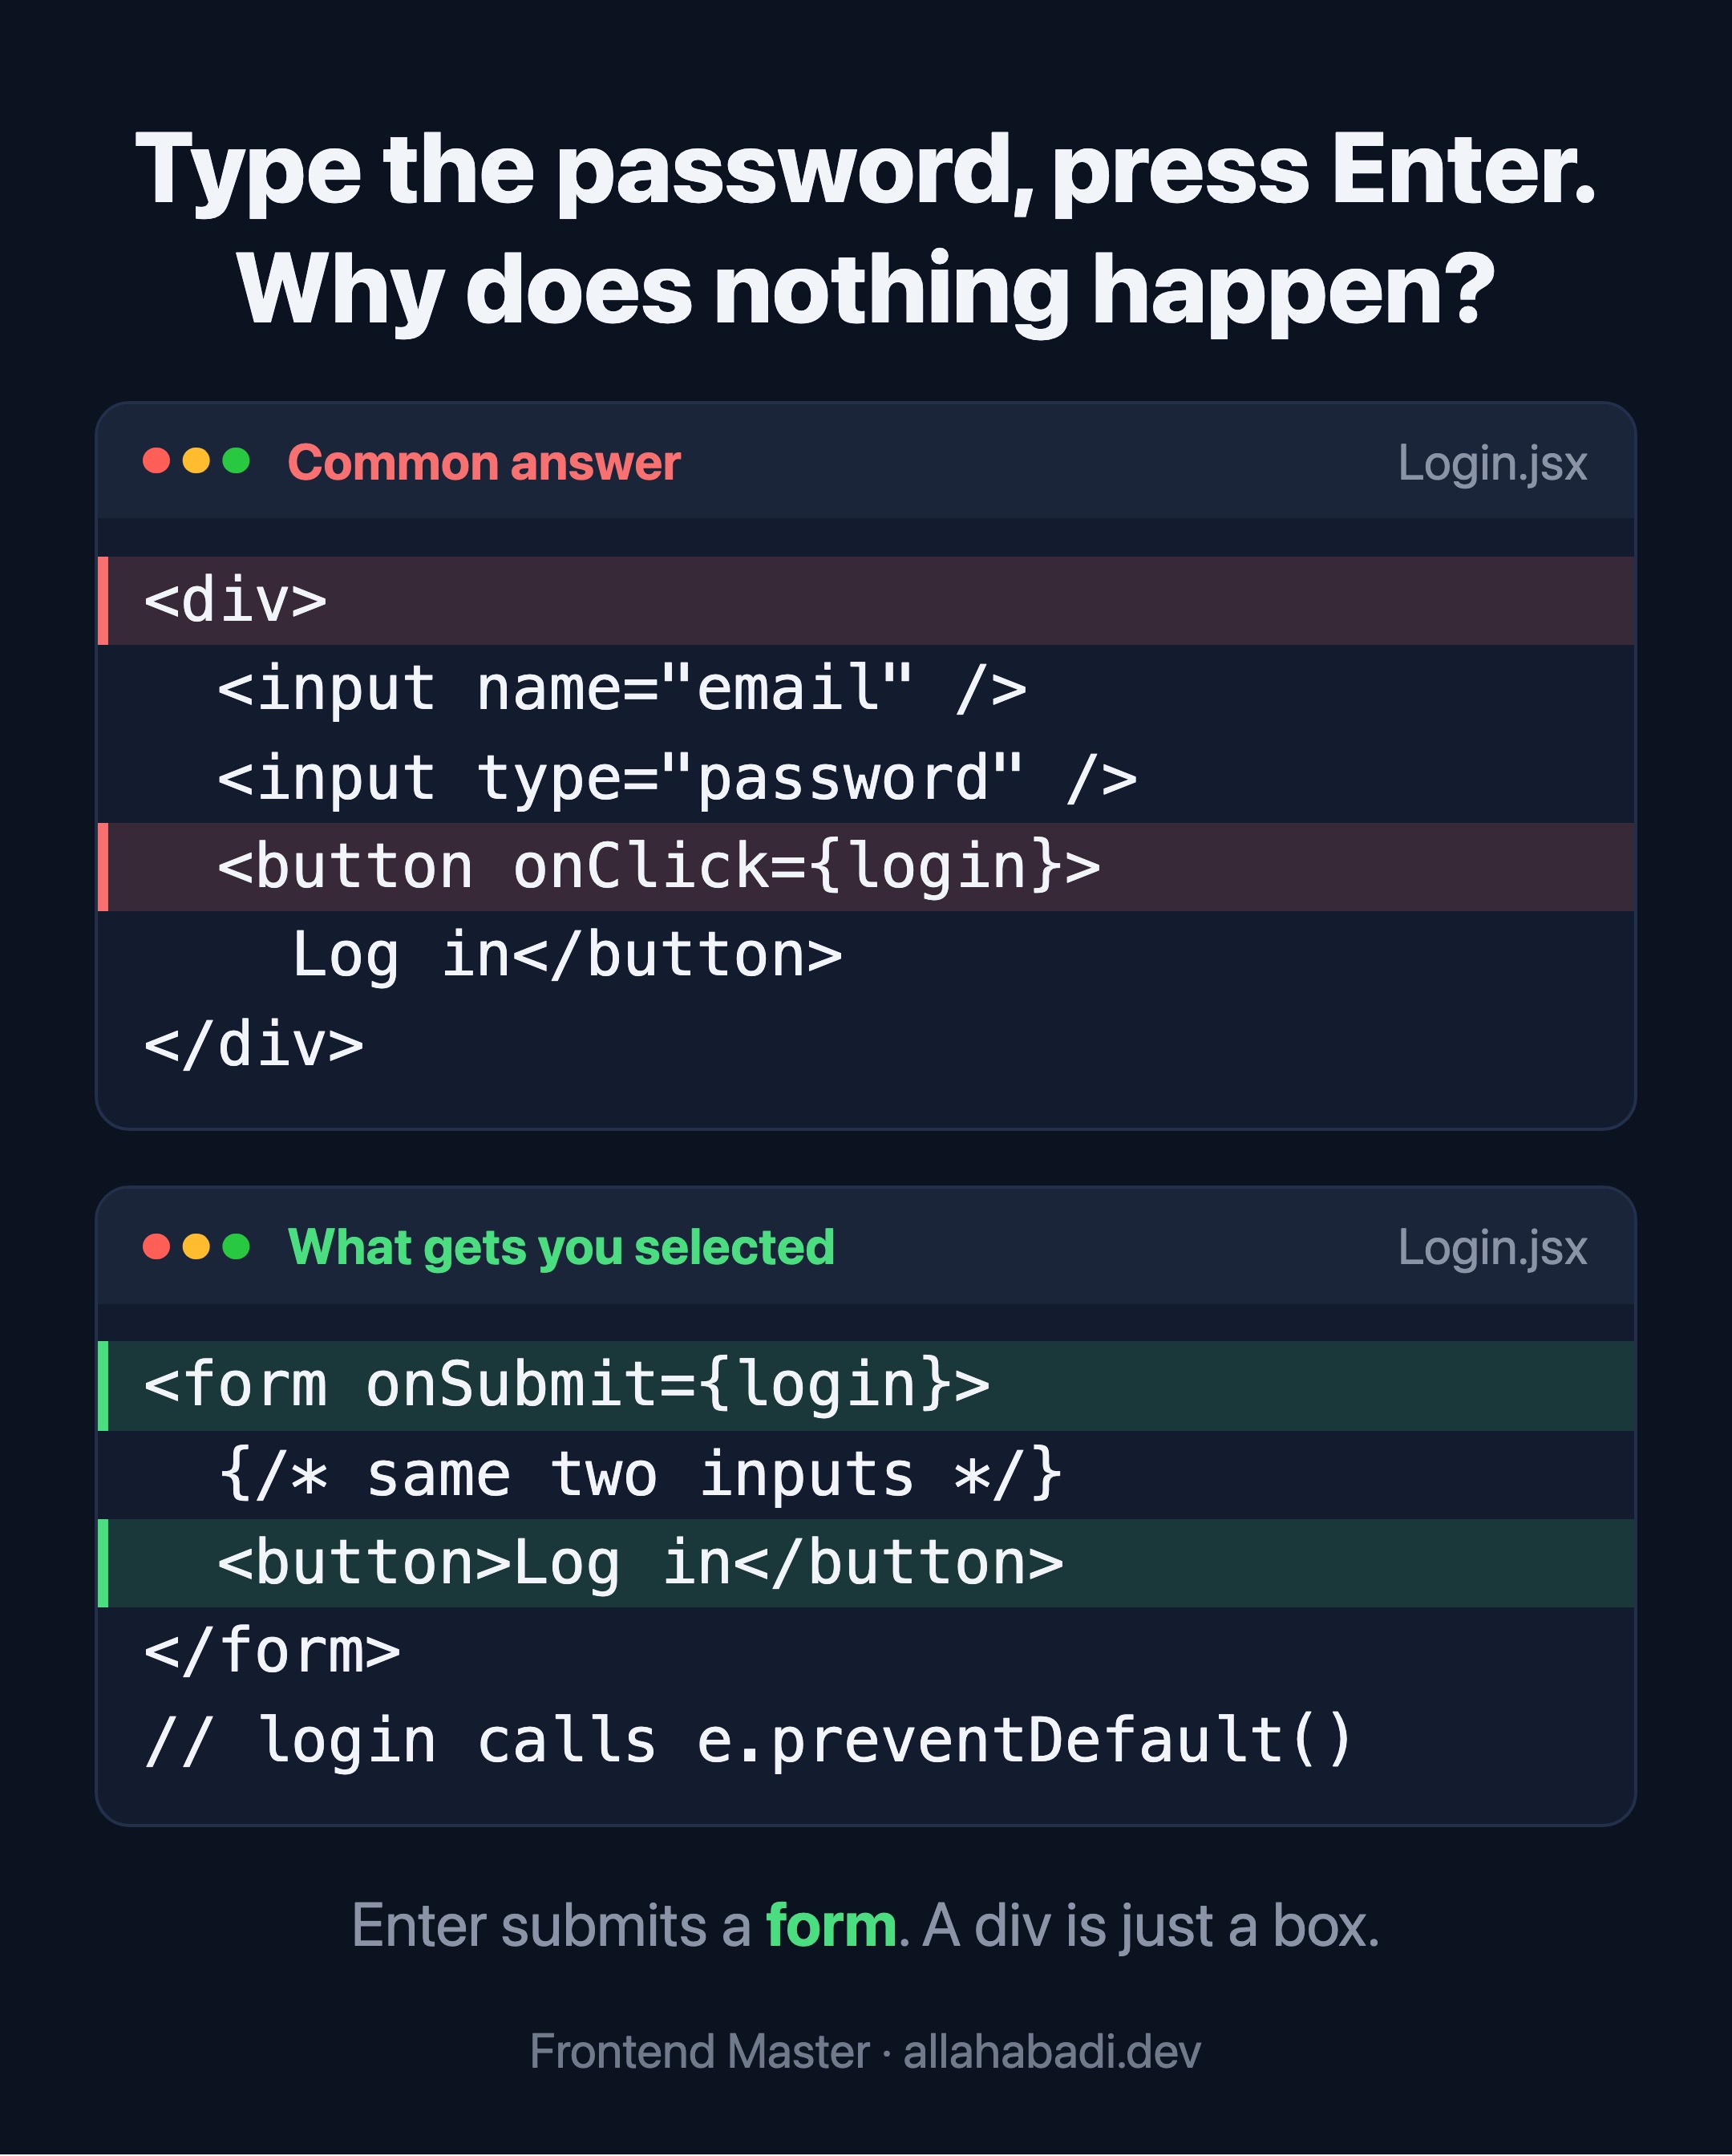 Type the password, press Enter.
Why does nothing happen?
Common answer
Login.jsx
<div>
  <input name="email" />
  <input type="password" />
  <button onClick={login}>
    Log in</button>
</div>
What gets you selected
Login.jsx
<form onSubmit={login}>
  {/* same two inputs */}
  <button>Log in</button>
</form>
// login calls e.preventDefault()
Enter submits a form. A div is just a box.
Frontend Master · allahabadi.dev